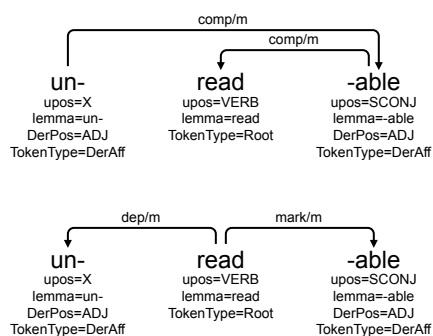 comp/m
comp/m
un- read -able
upos=X upos=VERB upos=SCONJ
lemma=un- lemma=read lemma=-able
DerPos=ADJ TokenType=Root DerPos=ADJ
TokenType=DerAff TokenType=DerAff
dep/m mark/m
un- read -able
upos=X upos=VERB upos=SCONJ
lemma=un- lemma=read lemma=-able
DerPos=ADJ TokenType=Root DerPos=ADJ
TokenType=DerAff TokenType=DerAff